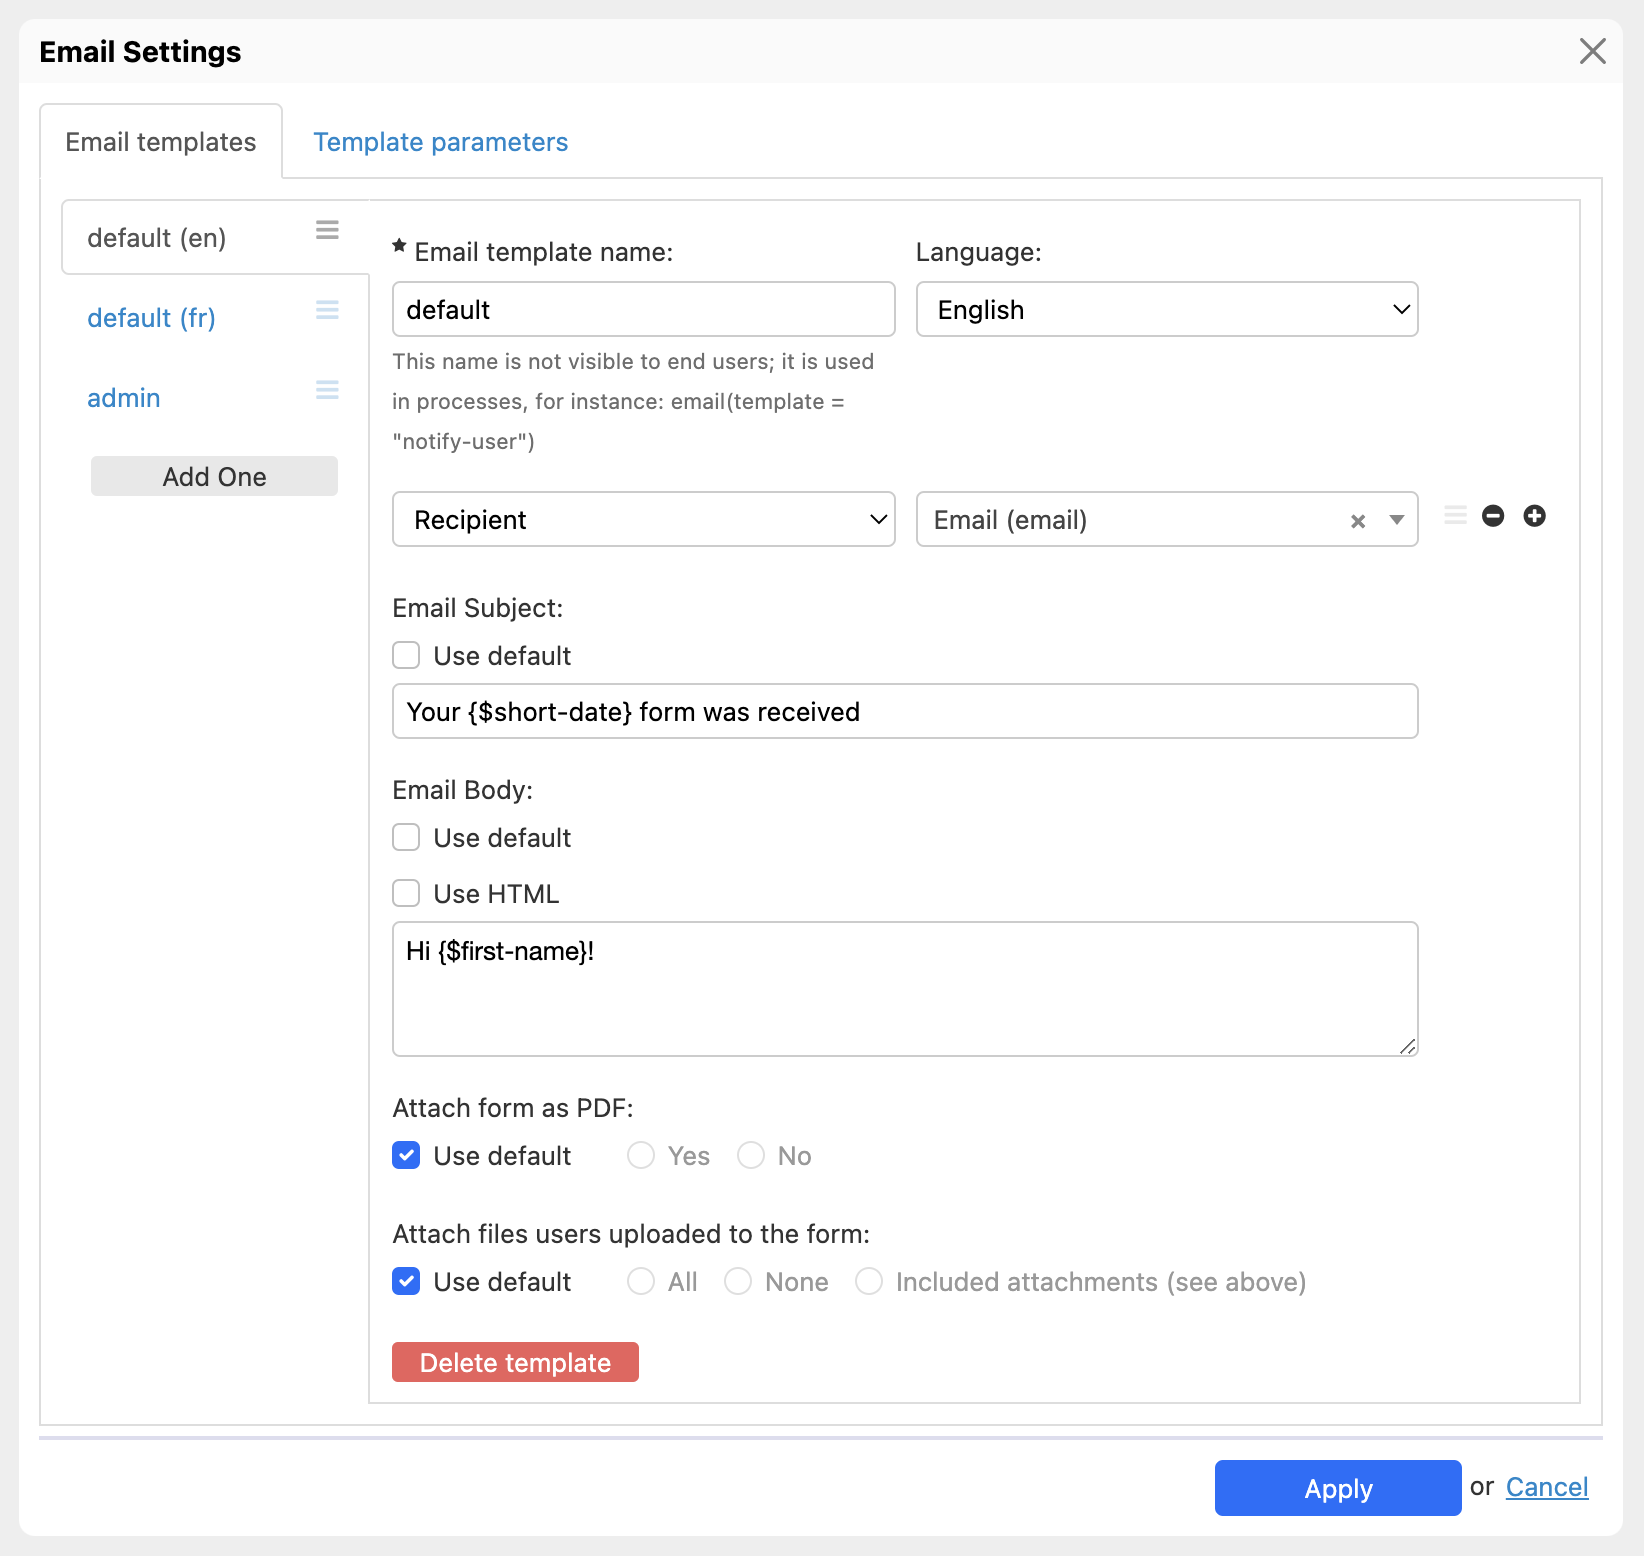 Email Settings
Email templates
Template parameters
default (en)
default (fr)
admin
Add One
★ Email template name:
Language:
default
English
This name is not visible to end users; it is used
in processes, for instance: email(template =
"notify-user")
Recipient
Email (email)
Email Subject:
Use default
Your {$short-date} form was received
Email Body:
Use default
Use HTML
Hi {$first-name}!
Attach form as PDF:
Use default Yes No
Attach files users uploaded to the form:
Use default All None Included attachments (see above)
Delete template
Apply or Cancel